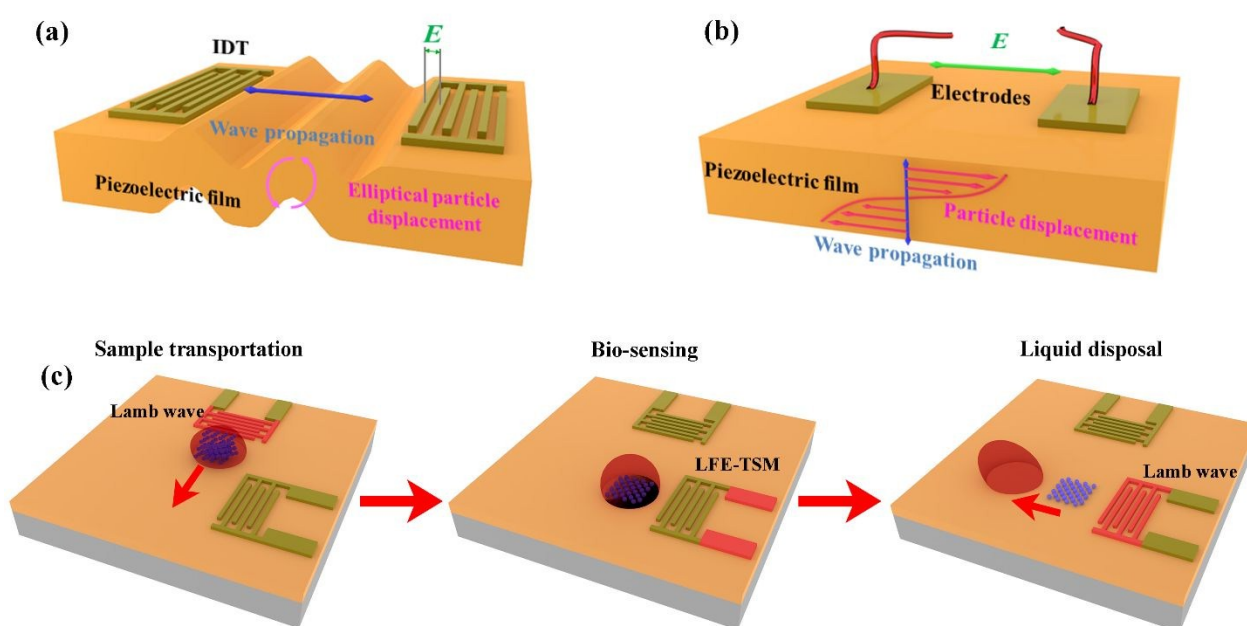 (a)
IDT
E
Wave propagation
Piezoelectric film
Elliptical particle
displacement
(b)
E
Electrodes
Piezoelectric film
Particle displacement
Wave propagation
Sample transportation
Bio-sensing
Liquid disposal
(c)
Lamb wave
LFE-TSM
Lamb wave